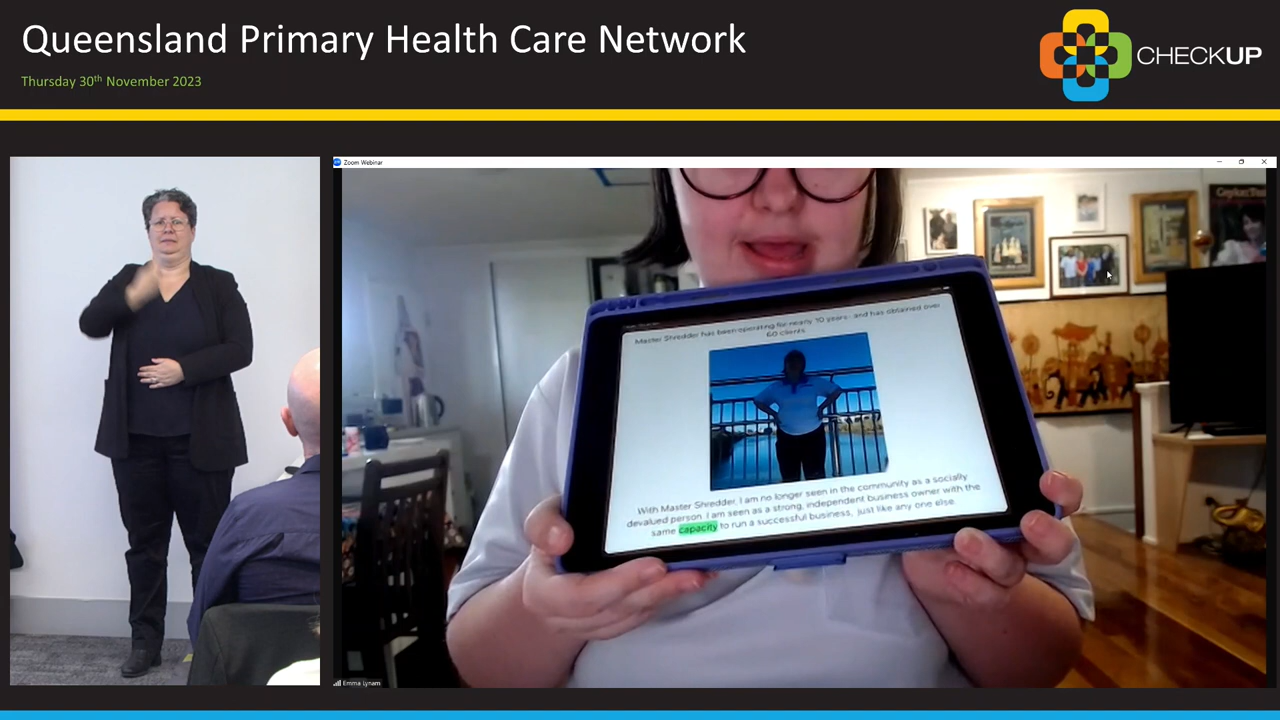 Queensland Primary Health Care Network
Thursday 30th November 2023
CHECKUP
Zoom Webinar
Master Shredder has been operating for nearly 10 years- and has obtained over
60 clients
With Master Shredder, I am no longer seen in the community as a socially
devalued person. I am seen as a strong, independent business owner with the
same capacity to run a successful business, just like any one else.
Emma Lynam